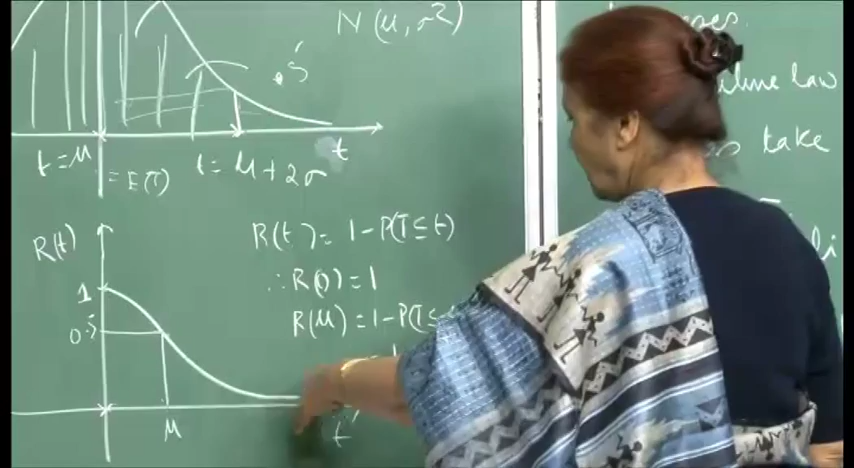 N(μ, σ²)
.5
t
t=μ
=E(T)
t=μ+2σ
R(t)
1
0.5
μ
t
R(t)= 1-P(T≤t)
∴R(0)=1
R(μ)=1-P(T≤
law
take